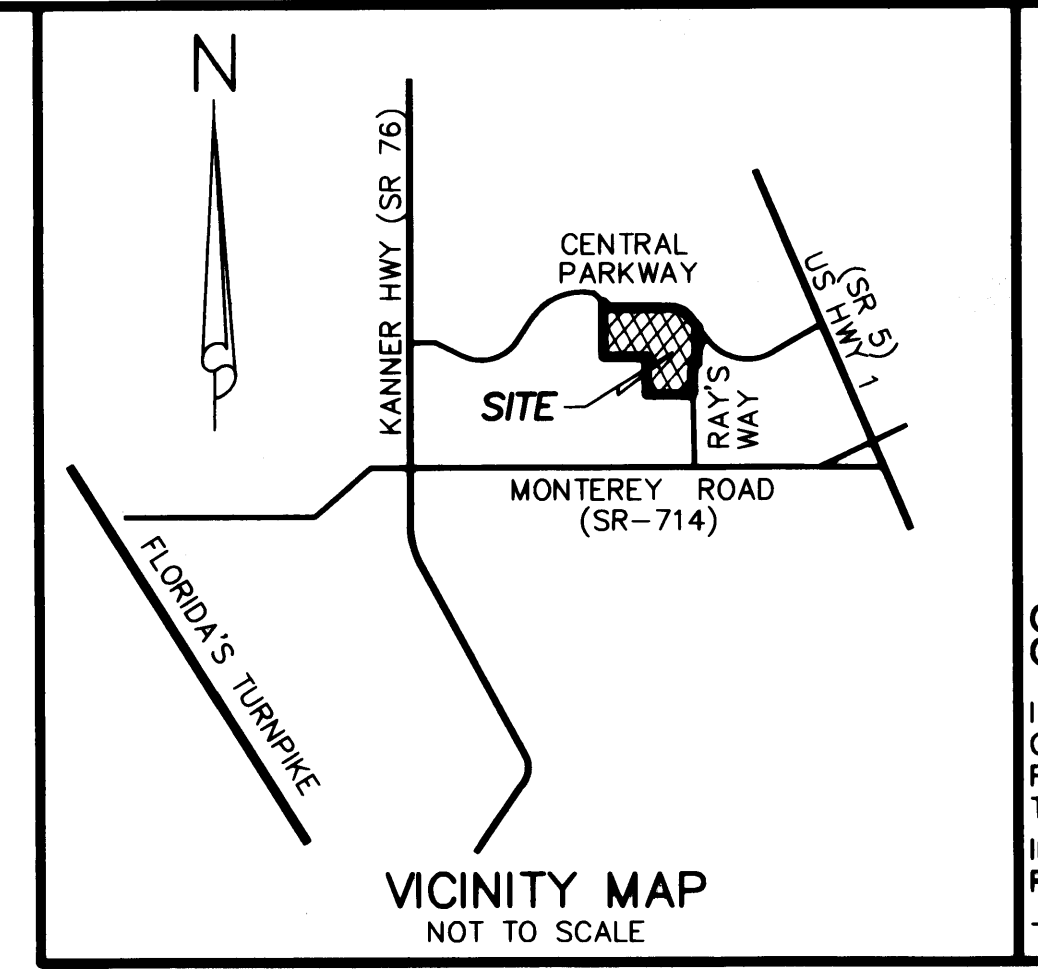 N
KANNER HWY (SR 76)
CENTRAL
PARKWAY
(SR 5)
US HWY 1
SITE
RAY'S
WAY
MONTEREY ROAD
(SR-714)
FLORIDA'S TURNPIKE
VICINITY MAP
NOT TO SCALE